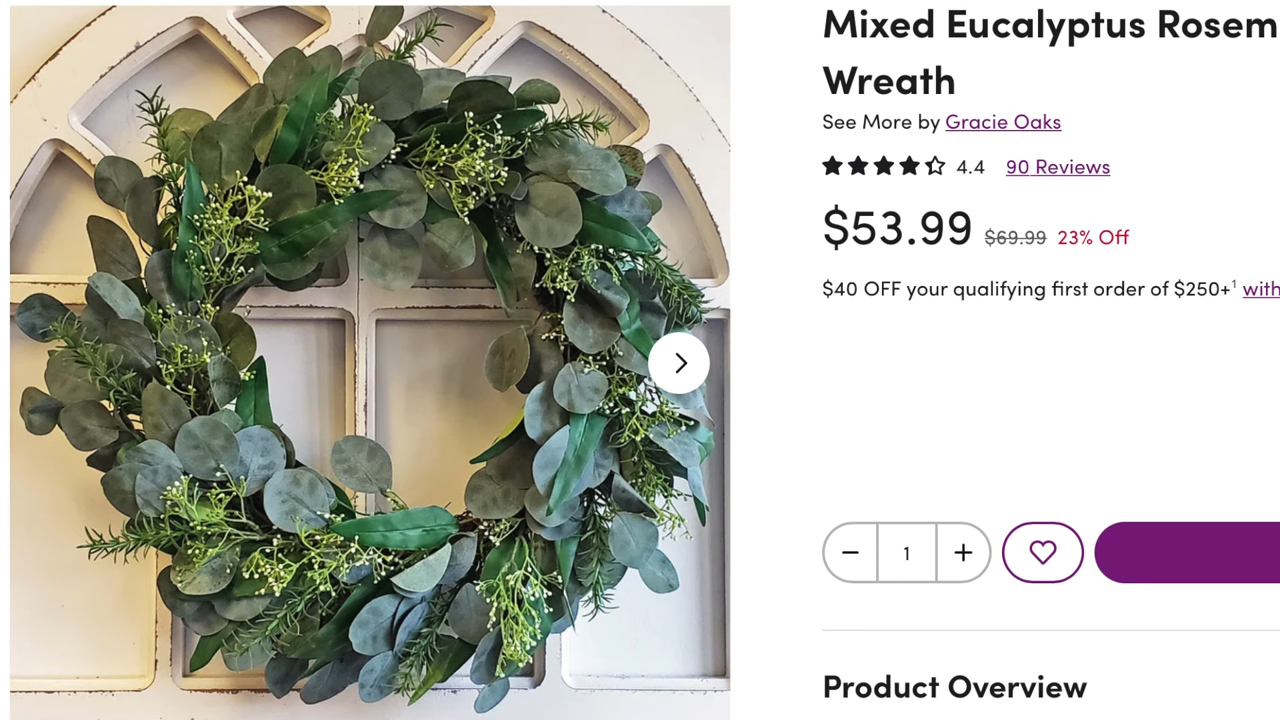 Mixed Eucalyptus Rosem
Wreath
See More by Gracie Oaks
4.4 90 Reviews
$53.99 $69.99 23% Off
$40 OFF your qualifying first order of $250+¹ with
1
Product Overview